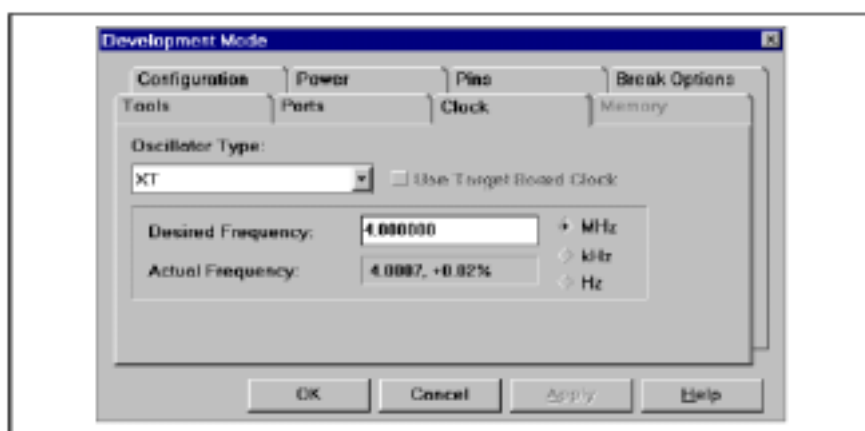 Development Mode
Configuration Power Pins Break Options
Tools Ports Clock Memory
Oscillator Type:
XT Use Target Board Clock
Desired Frequency: 4.000000 MHz
kHz
Actual Frequency: 4.0007, +0.02%
Hz
OK Cancel Apply Help